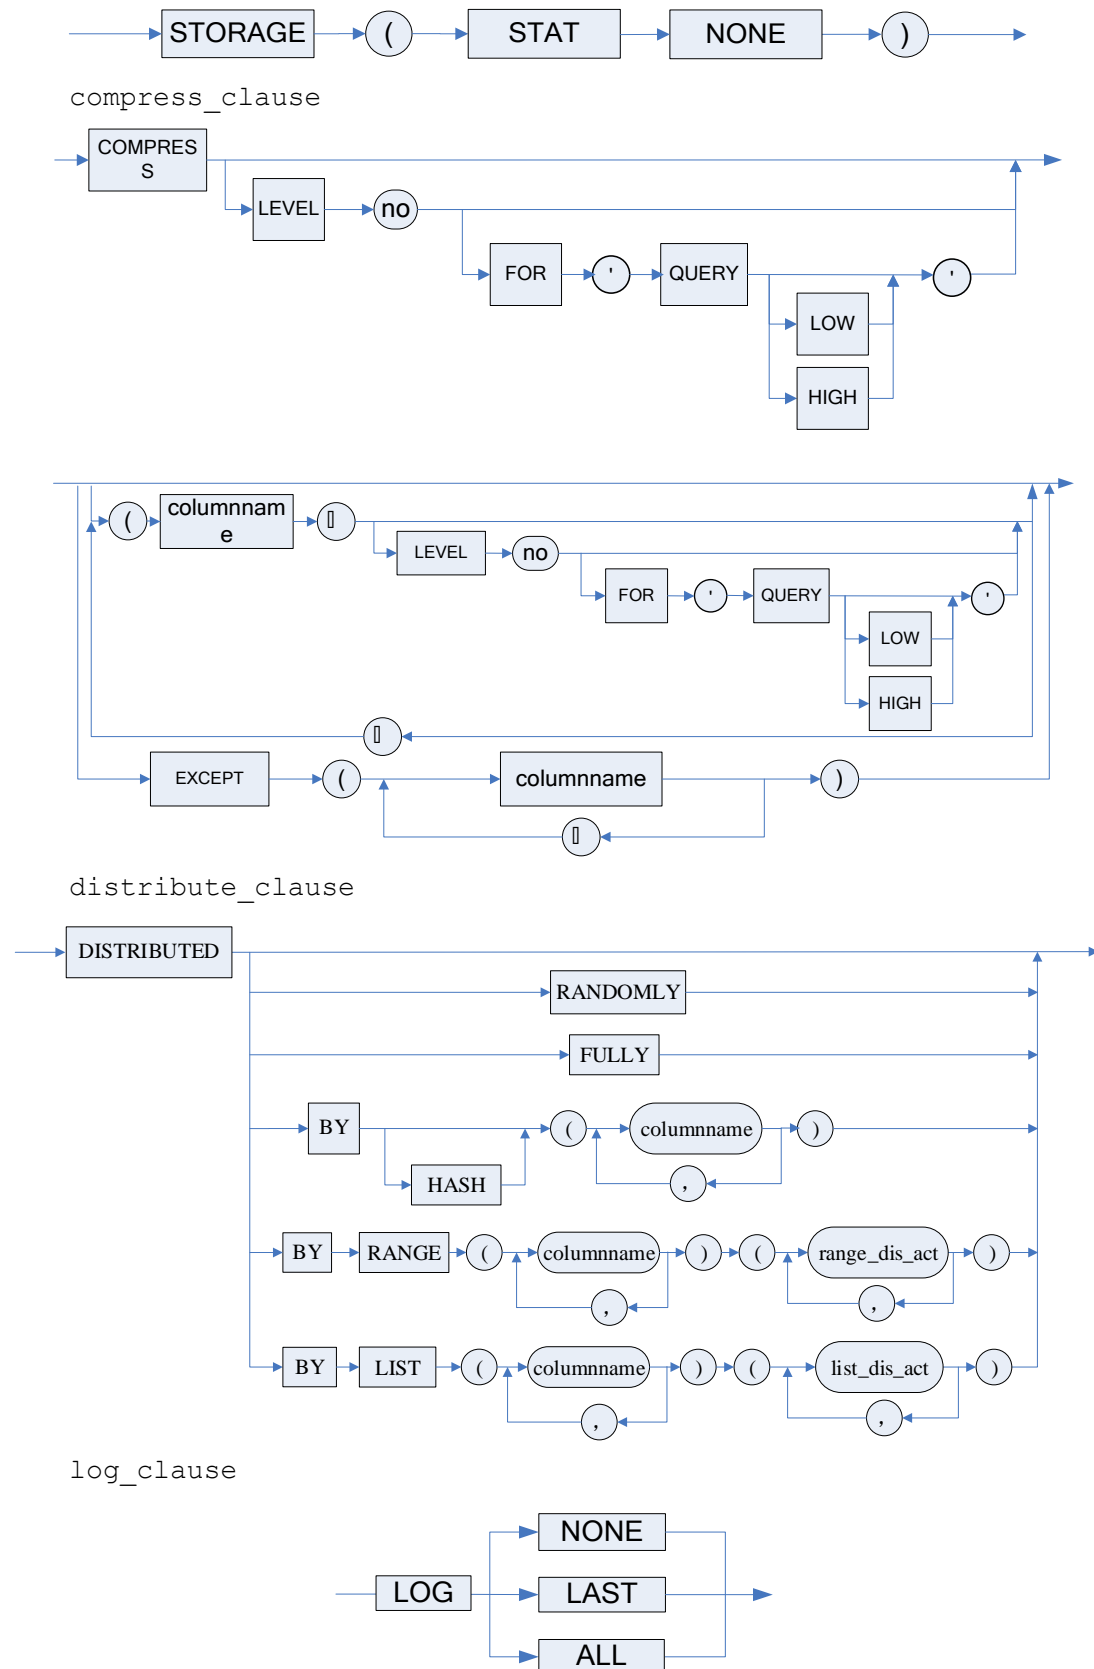 STORAGE ( STAT NONE )
compress_clause
COMPRES
S
LEVEL no
FOR ' QUERY '
LOW
HIGH
( columnnam
e
LEVEL no
FOR ' QUERY '
LOW
HIGH
EXCEPT ( columnname )
distribute_clause
DISTRIBUTED
RANDOMLY
FULLY
BY ( columnname )
HASH ,
BY RANGE ( columnname ) ( range_dis_act )
, ,
BY LIST ( columnname ) ( list_dis_act )
, ,
log_clause
NONE
LOG LAST
ALL